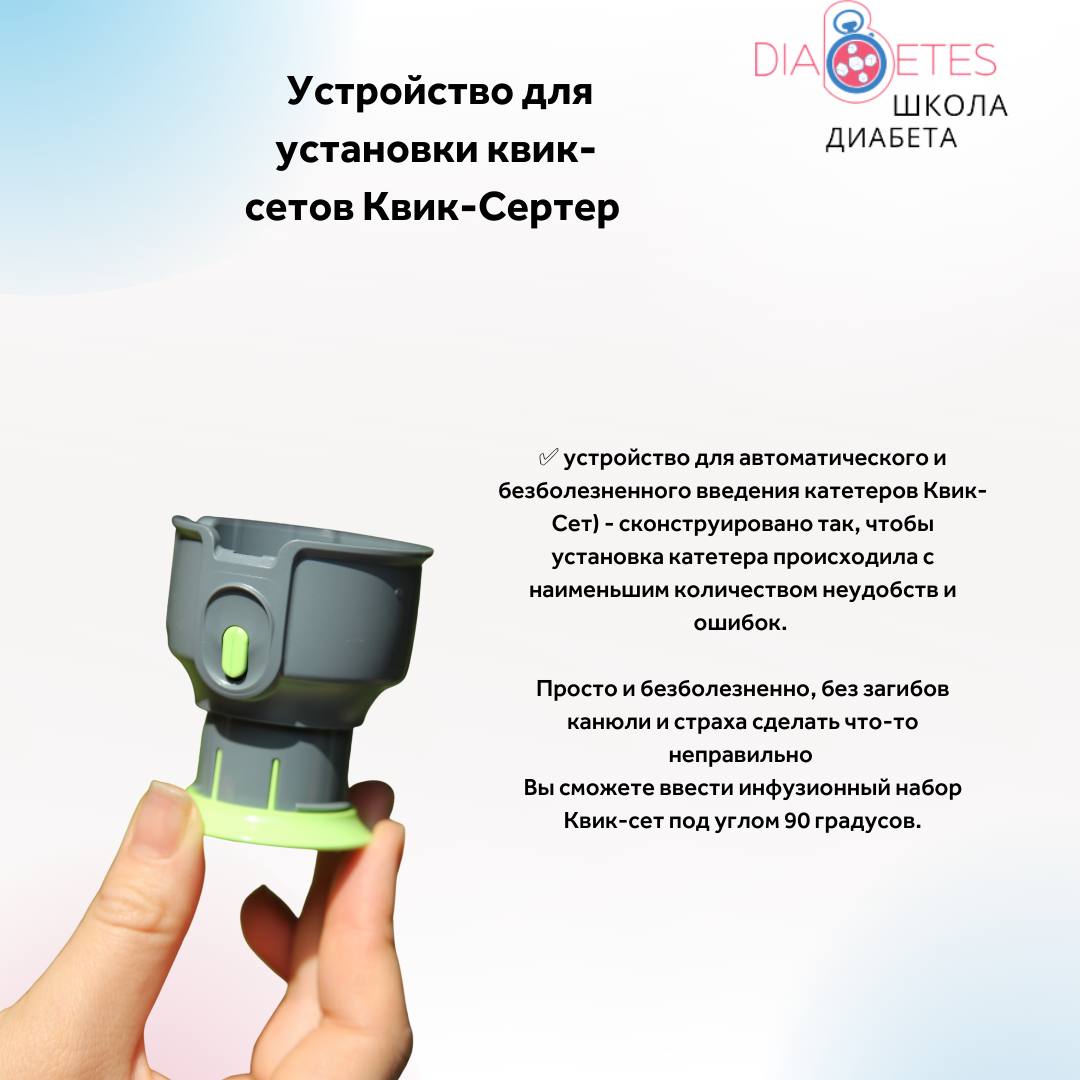 DIABETES
ШКОЛА
ДИАБЕТА
Устройство для
установки квик-
сетов Квик-Сертер
✅ устройство для автоматического и
безболезненного введения катетеров Квик-
Сет) - сконструировано так, чтобы
установка катетера происходила с
наименьшим количеством неудобств и
ошибок.
Просто и безболезненно, без загибов
канюли и страха сделать что-то
неправильно
Вы сможете ввести инфузионный набор
Квик-сет под углом 90 градусов.